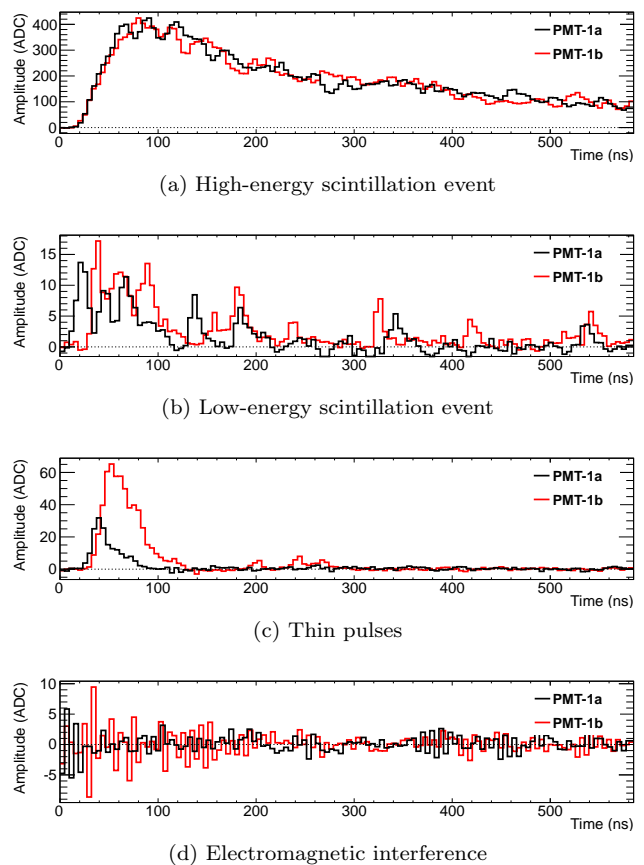 Amplitude (ADC)
400
300
200
100
0
PMT-1a
PMT-1b
0 100 200 300 400 500
Time (ns)
(a) High-energy scintillation event
Amplitude (ADC)
15
10
5
0
PMT-1a
PMT-1b
0 100 200 300 400 500
Time (ns)
(b) Low-energy scintillation event
Amplitude (ADC)
60
40
20
0
PMT-1a
PMT-1b
0 100 200 300 400 500
Time (ns)
(c) Thin pulses
Amplitude (ADC)
10
5
0
-5
PMT-1a
PMT-1b
0 100 200 300 400 500
Time (ns)
(d) Electromagnetic interference